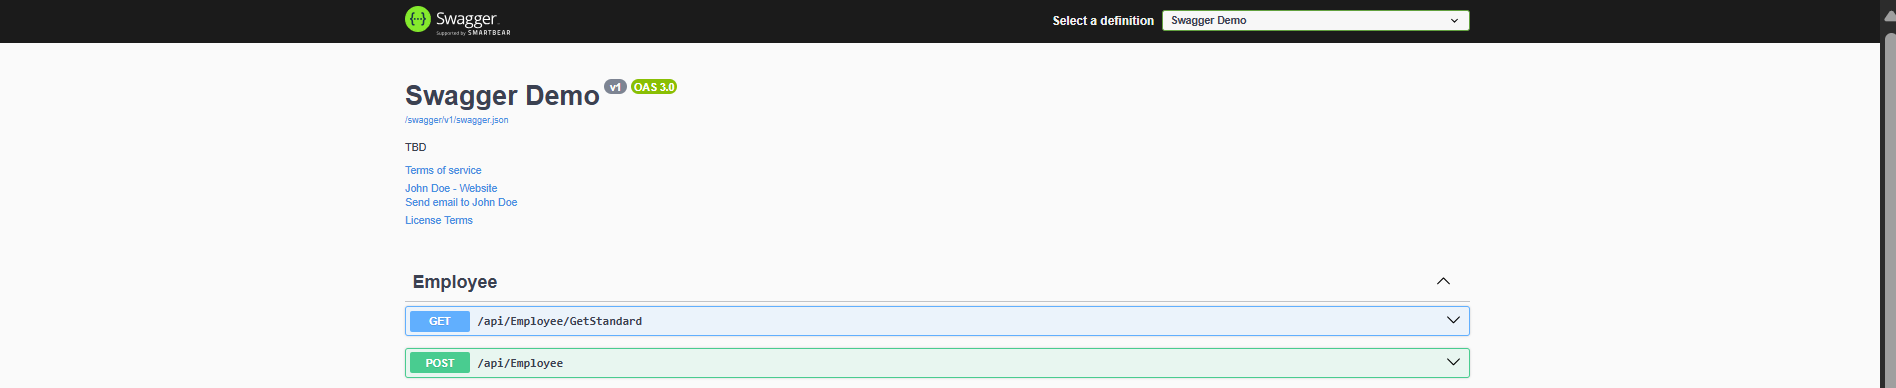 Swagger
Supported by SMARTBEAR
Select a definition
Swagger Demo
Swagger Demo v1 OAS 3.0
/swagger/v1/swagger.json
TBD
Terms of service
John Doe - Website
Send email to John Doe
License Terms
Employee
GET /api/Employee/GetStandard
POST /api/Employee